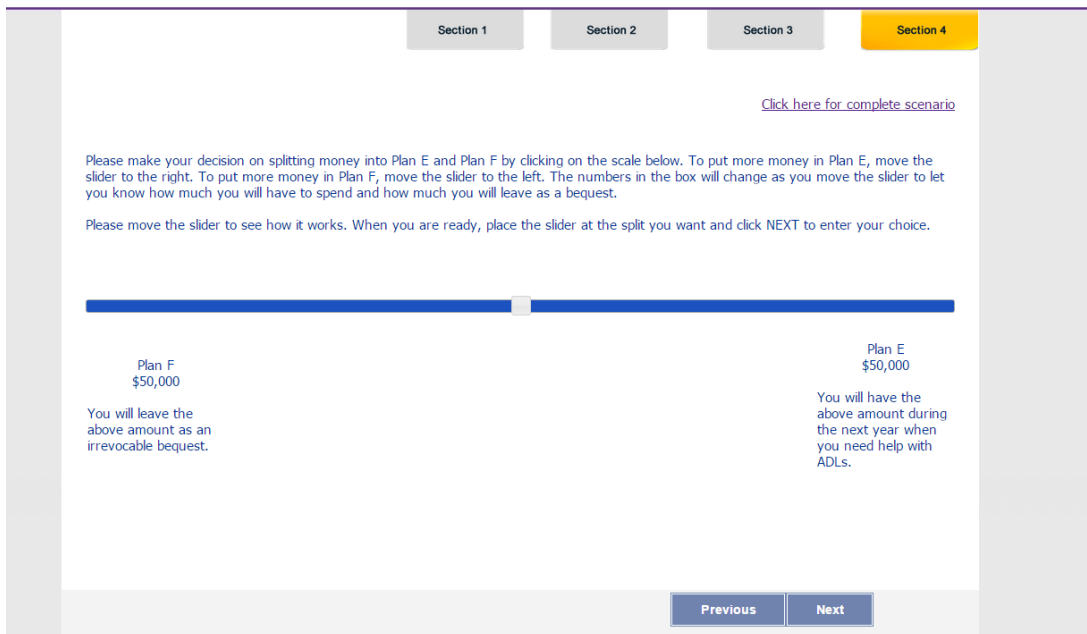 Section 1 Section 2 Section 3 Section 4
Click here for complete scenario
Please make your decision on splitting money into Plan E and Plan F by clicking on the scale below. To put more money in Plan E, move the
slider to the right. To put more money in Plan F, move the slider to the left. The numbers in the box will change as you move the slider to let
you know how much you will have to spend and how much you will leave as a bequest.
Please move the slider to see how it works. When you are ready, place the slider at the split you want and click NEXT to enter your choice.
Plan F
$50,000
You will leave the
above amount as an
irrevocable bequest.
Plan E
$50,000
You will have the
above amount during
the next year when
you need help with
ADLs.
Previous Next